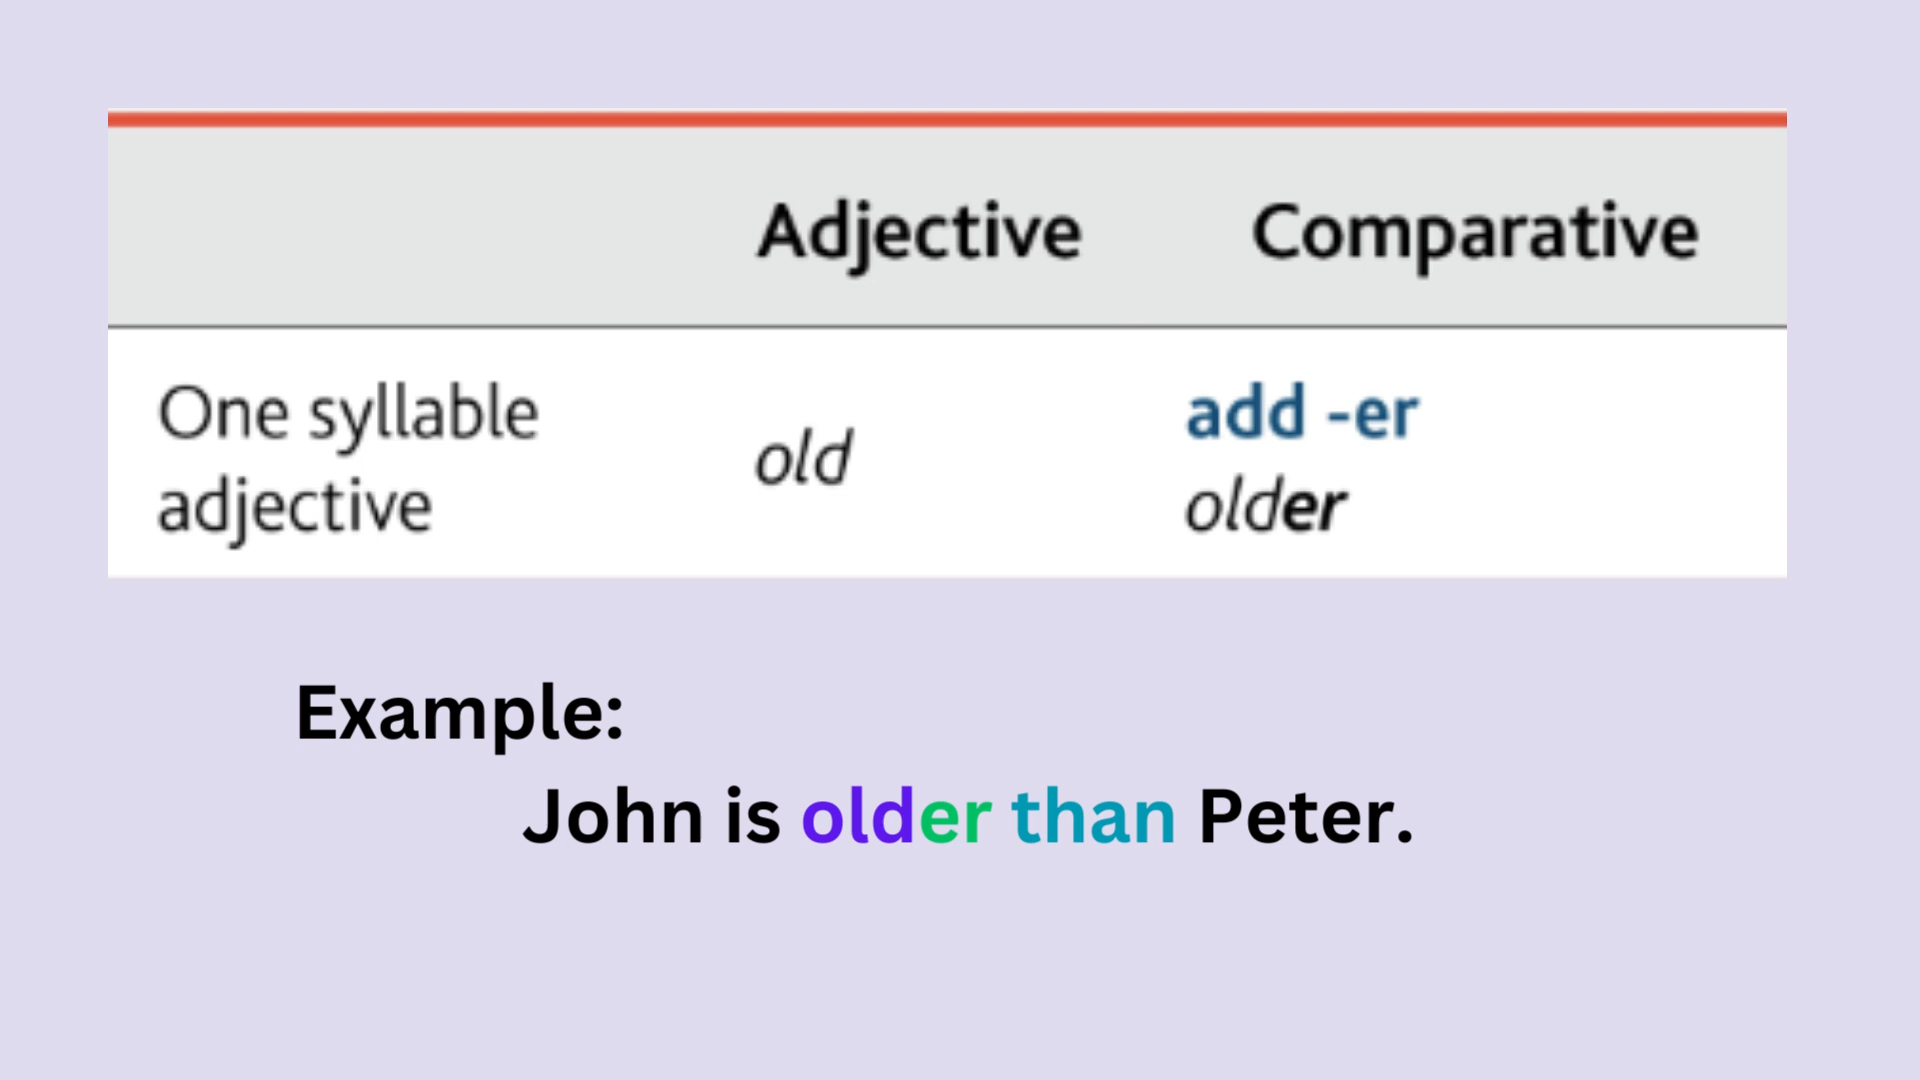 Adjective Comparative
One syllable
adjective
old
add -er
older
Example:
John is older than Peter.